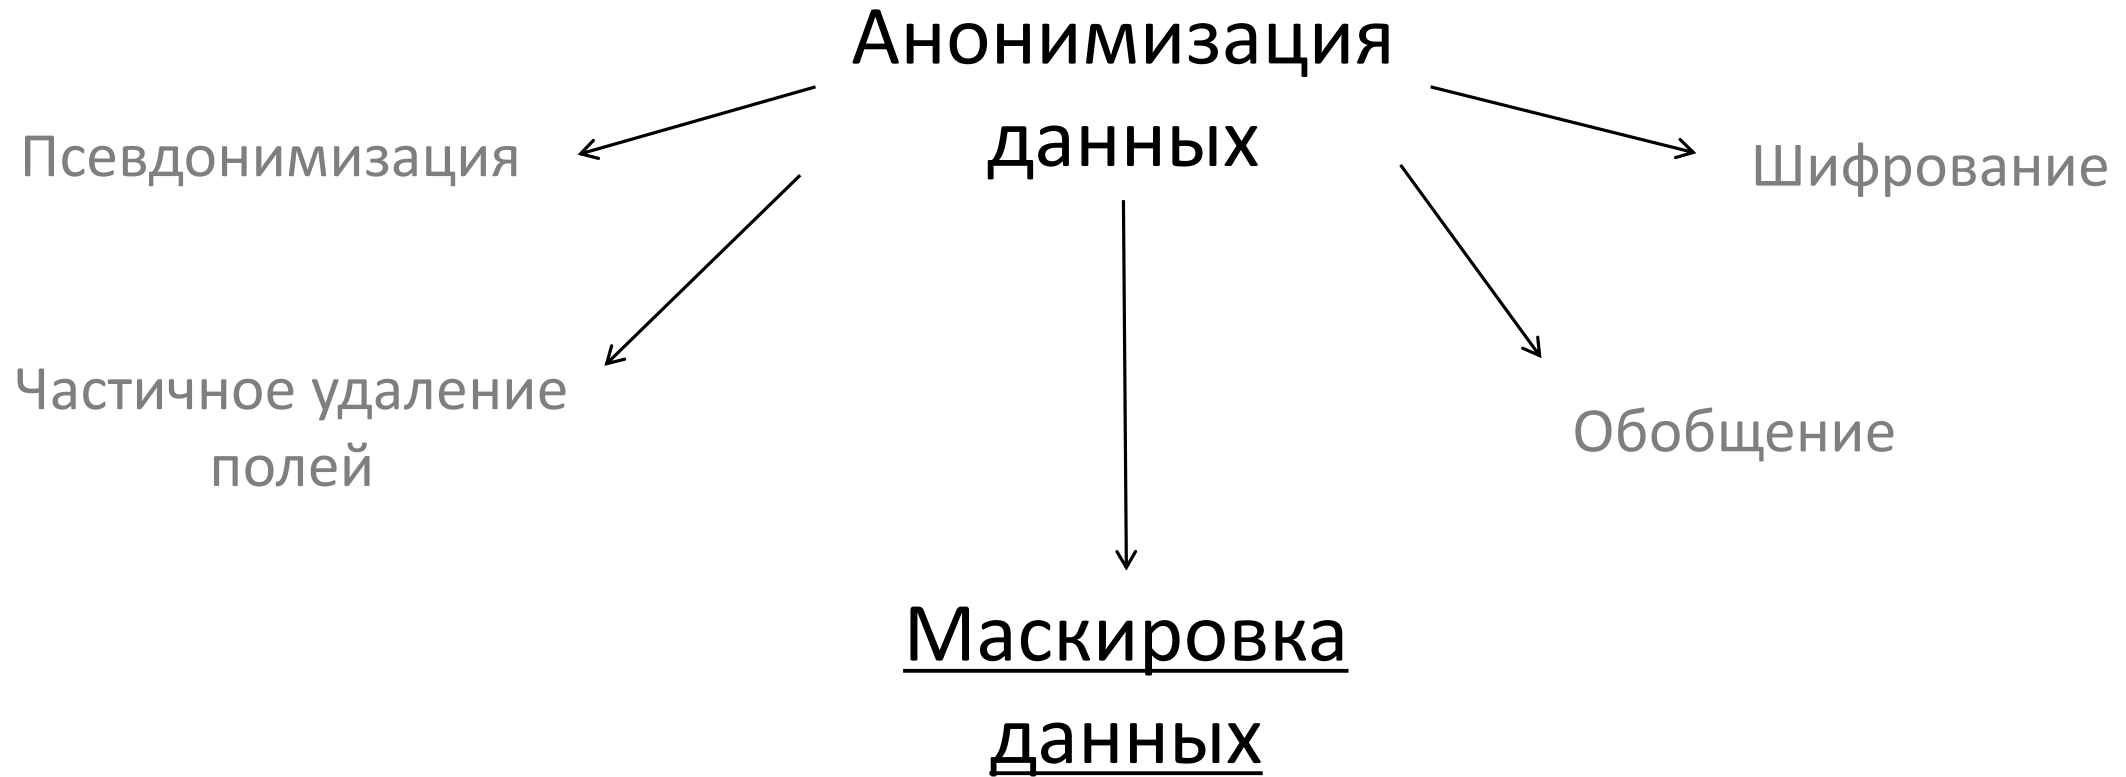 Анонимизация
данных
Псевдонимизация
Шифрование
Частичное удаление
полей
Обобщение
Маскировка
данных